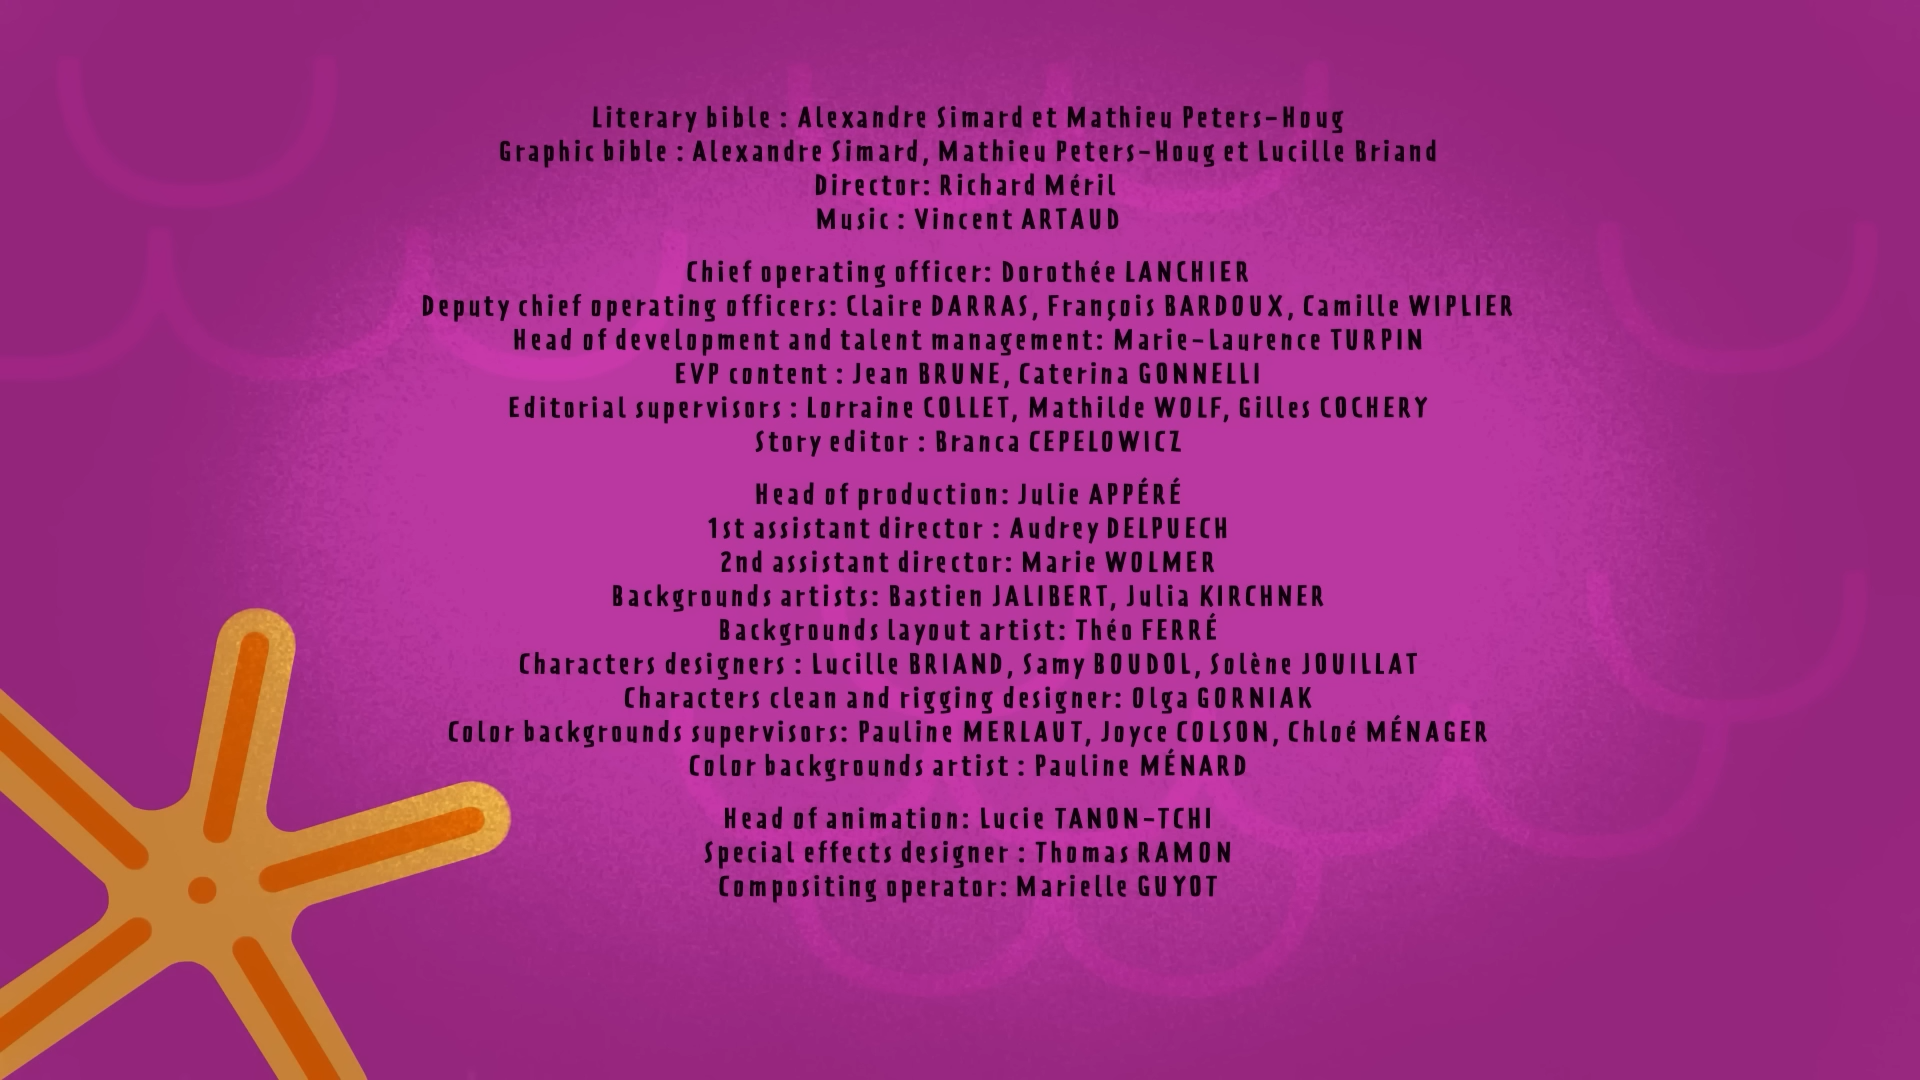 Literary bible : Alexandre Simard et Mathieu Peters-Houg
Graphic bible : Alexandre Simard, Mathieu Peters-Houg et Lucille Briand
Director: Richard Méril
Music : Vincent ARTAUD
Chief operating officer: Dorothée LANCHIER
Deputy chief operating officers: Claire DARRAS, François BARDOUX, Camille WIPLIER
Head of development and talent management: Marie-Laurence TURPIN
EVP content : Jean BRUNE, Caterina GONNELLI
Editorial supervisors : Lorraine COLLET, Mathilde WOLF, Gilles COCHERY
Story editor : Branca CEPELOWICZ
Head of production: Julie APPÉRÉ
1st assistant director : Audrey DELPUECH
2nd assistant director: Marie WOLMER
Backgrounds artists: Bastien JALIBERT, Julia KIRCHNER
Backgrounds layout artist: Théo FERRÉ
Characters designers : Lucille BRIAND, Samy BOUDOL, Solène JOUILLAT
Characters clean and rigging designer: Olga GORNIAK
Color backgrounds supervisors: Pauline MERLAUT, Joyce COLSON, Chloé MÉNAGER
Color backgrounds artist : Pauline MÉNARD
Head of animation: Lucie TANON-TCHI
Special effects designer : Thomas RAMON
Compositing operator: Marielle GUYOT